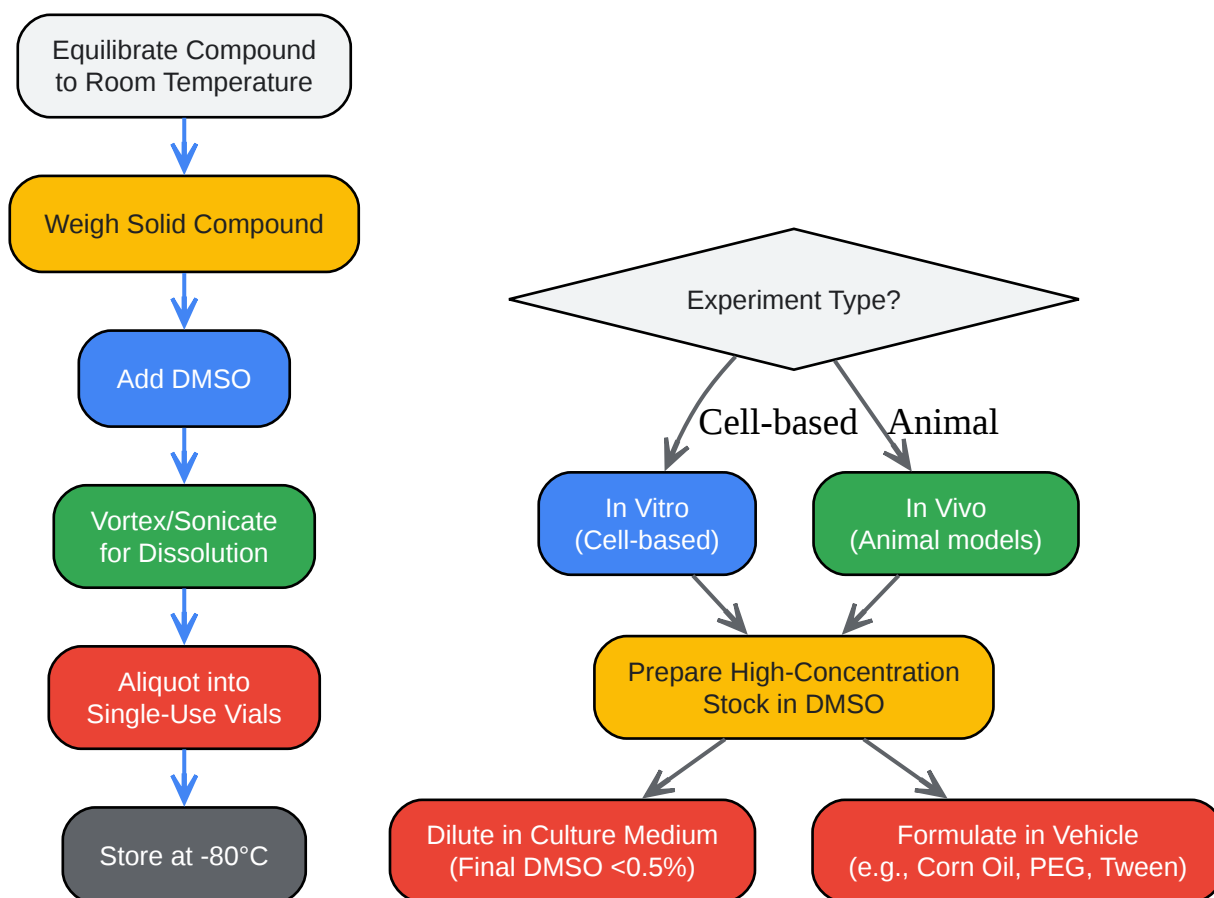 Equilibrate Compound
to Room Temperature
Weigh Solid Compound
Add DMSO
Vortex/Sonicate
for Dissolution
Aliquot into
Single-Use Vials
Store at -80°C
Experiment Type?
Cell-based
Animal
In Vitro
(Cell-based)
In Vivo
(Animal models)
Prepare High-Concentration
Stock in DMSO
Dilute in Culture Medium
(Final DMSO <0.5%)
Formulate in Vehicle
(e.g., Corn Oil, PEG, Tween)